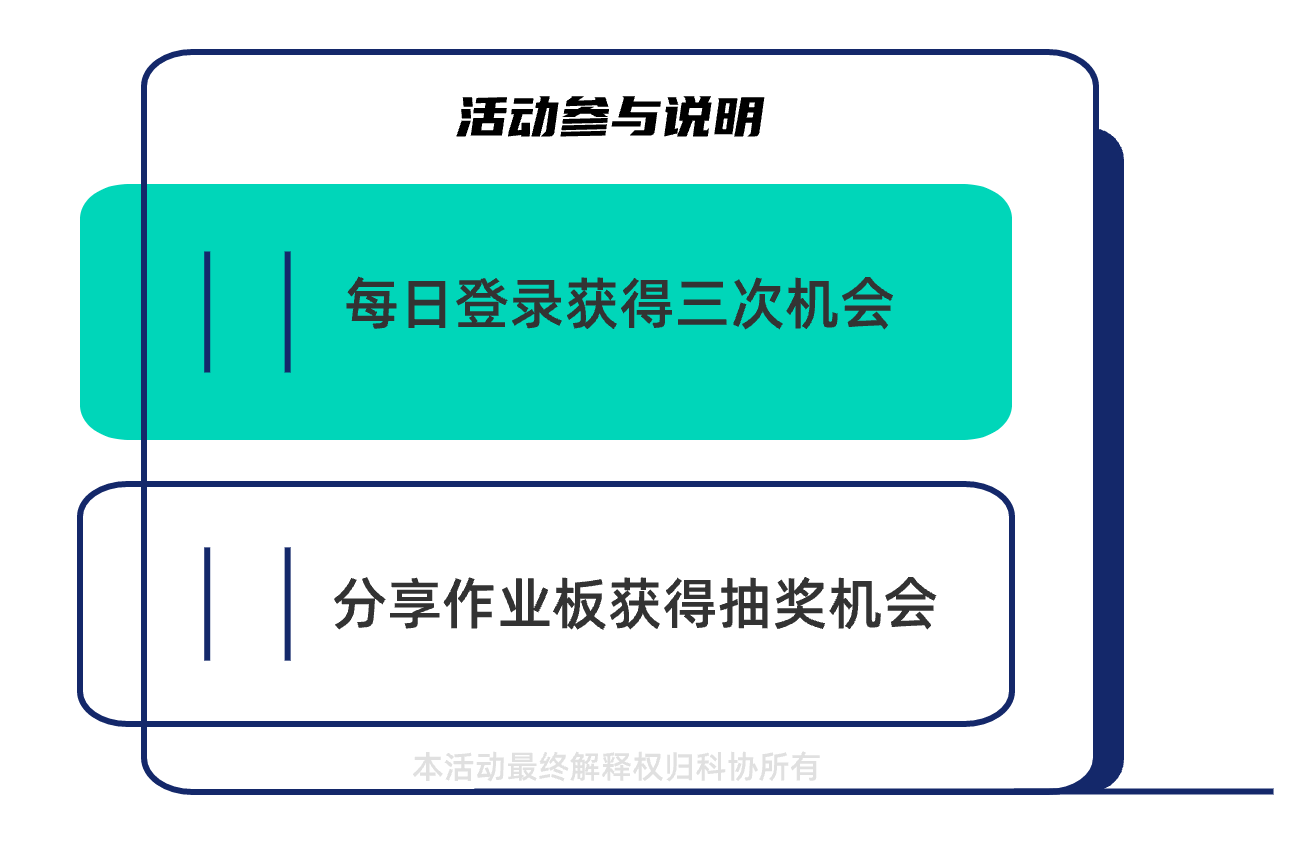 活动参与说明
每日登录获得三次机会
分享作业板获得抽奖机会
本活动最终解释权归科协所有